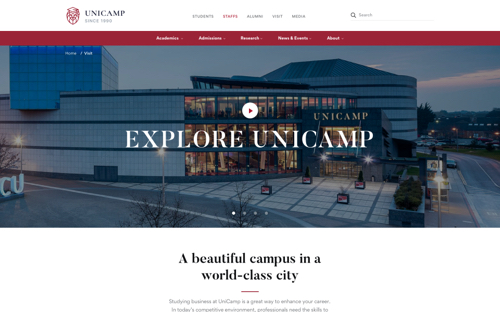 UNICAMP
SINCE 1890
STUDENTS
STAFFS
ALUMNI
VISIT
MEDIA
Search
Academics
Admissions
Research
News & Events
About
Home / Visit
UNICAMP
EXPLORE UNICAMP
CU
A beautiful campus in a
world-class city
Studying business at UniCamp is a great way to enhance your career.
In today's competitive environment, professionals need the skills to